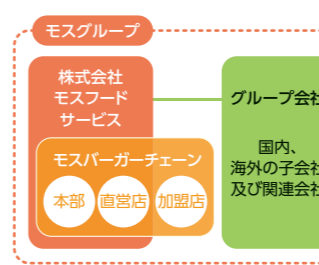 モスグループ
株式会社
モスフード
サービス
モスバーガーチェーン
本部
直営店
加盟店
グループ会社
国内、
海外の子会社
及び関連会社